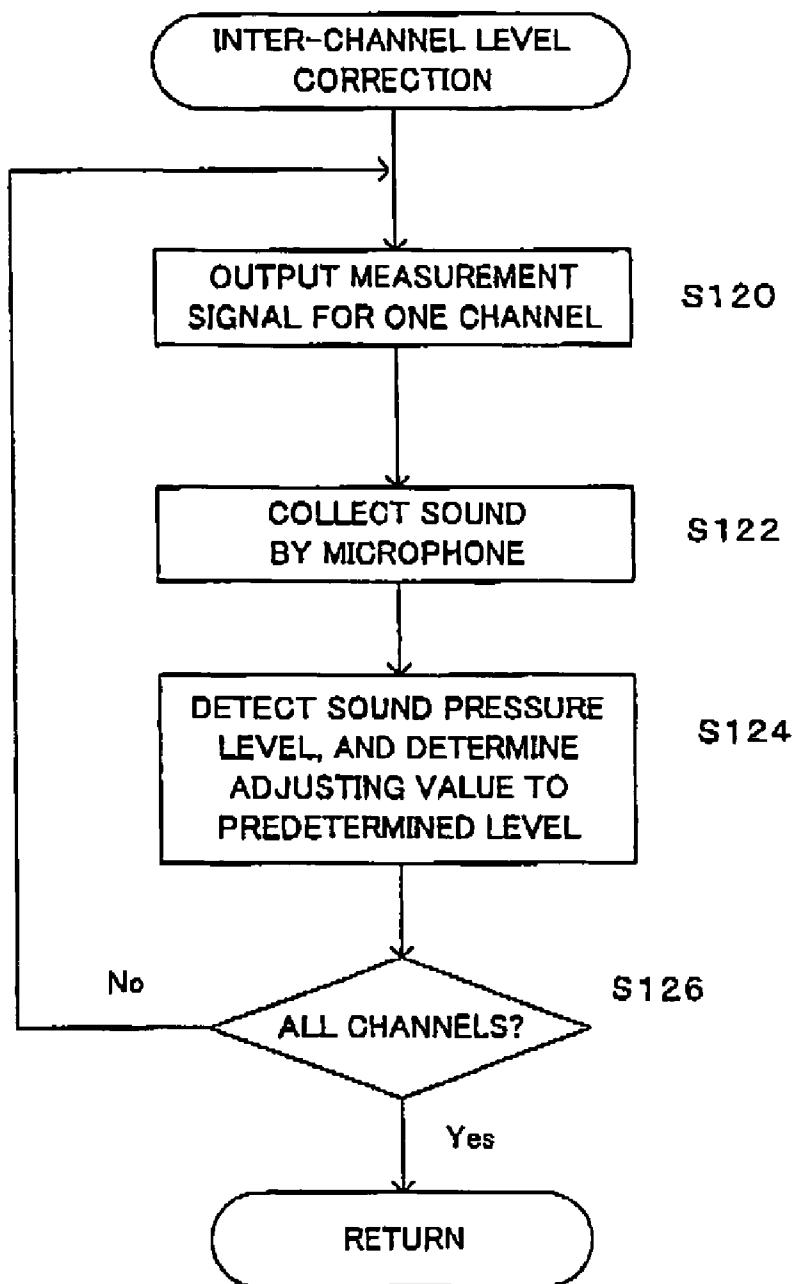 INTER-CHANNEL LEVEL
CORRECTION
OUTPUT MEASUREMENT
SIGNAL FOR ONE CHANNEL
S120
COLLECT SOUND
BY MICROPHONE
S122
DETECT SOUND PRESSURE
LEVEL, AND DETERMINE
ADJUSTING VALUE TO
PREDETERMINED LEVEL
S124
No
S126
ALL CHANNELS?
Yes
RETURN